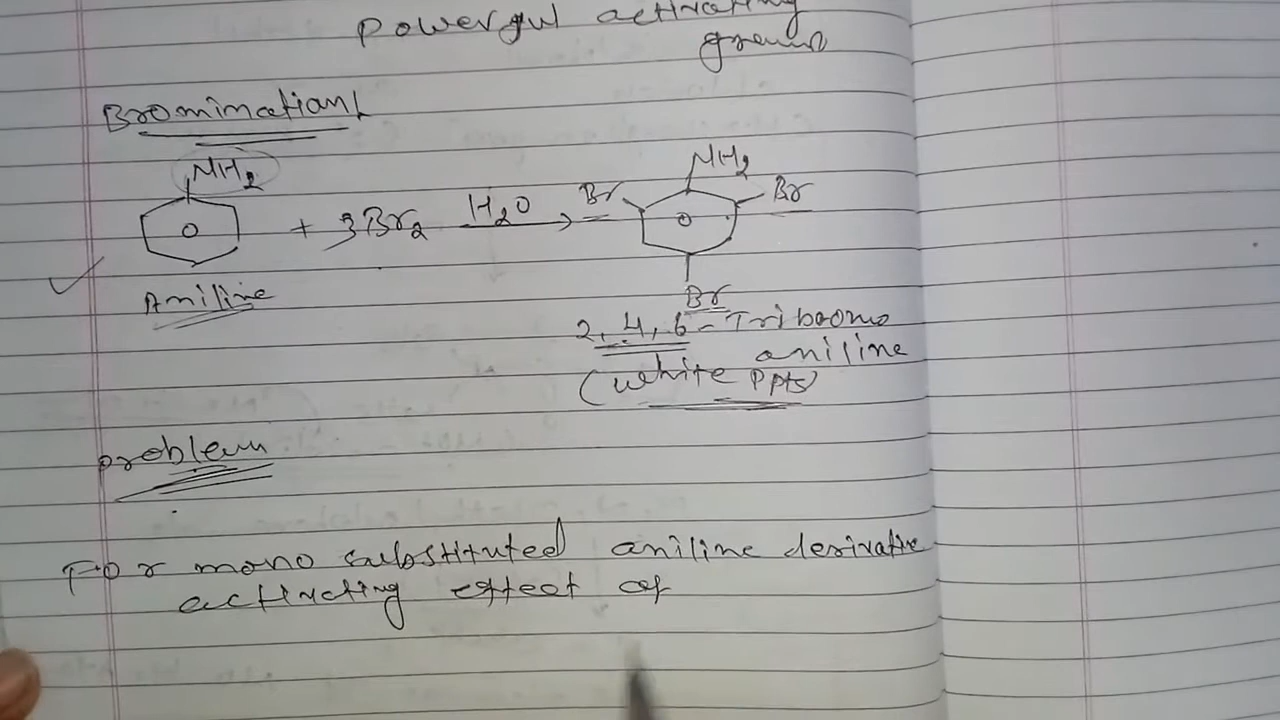 powerful activating
group
Bromination
NH2 NH2
Br Br
+ 3Br2 H2O
Aniline
Br
2, 4, 6 - Tribromo
aniline
(white ppts)
problem
For mono substituted aniline derivative
activating effect of